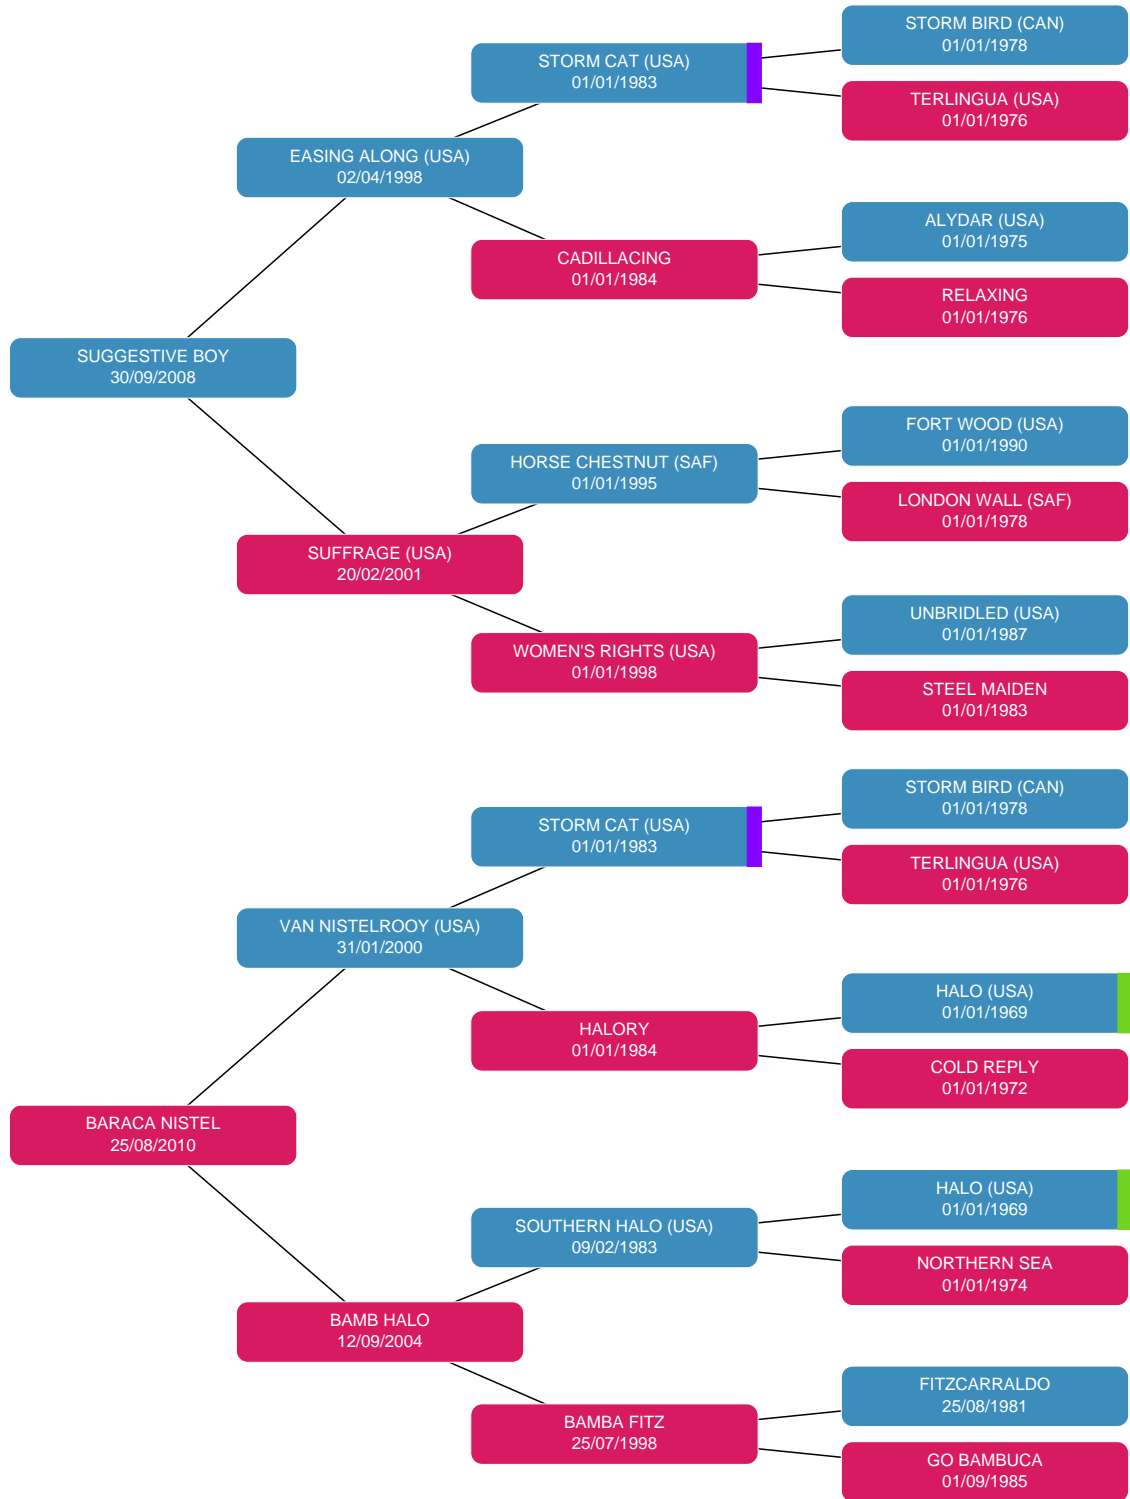 STORM BIRD (CAN)
01/01/1978
STORM CAT (USA)
01/01/1983
TERLINGUA (USA)
01/01/1976
EASING ALONG (USA)
02/04/1998
ALYDAR (USA)
01/01/1975
CADILLACING
01/01/1984
RELAXING
01/01/1976
SUGGESTIVE BOY
30/09/2008
FORT WOOD (USA)
01/01/1990
HORSE CHESTNUT (SAF)
01/01/1995
LONDON WALL (SAF)
01/01/1978
SUFFRAGE (USA)
20/02/2001
UNBRIDLED (USA)
01/01/1987
WOMEN'S RIGHTS (USA)
01/01/1998
STEEL MAIDEN
01/01/1983
STORM BIRD (CAN)
01/01/1978
STORM CAT (USA)
01/01/1983
TERLINGUA (USA)
01/01/1976
VAN NISTELROOY (USA)
31/01/2000
HALO (USA)
01/01/1969
HALORY
01/01/1984
COLD REPLY
01/01/1972
BARACA NISTEL
25/08/2010
HALO (USA)
01/01/1969
SOUTHERN HALO (USA)
09/02/1983
NORTHERN SEA
01/01/1974
BAMB HALO
12/09/2004
FITZCARRALDO
25/08/1981
BAMBA FITZ
25/07/1998
GO BAMBUCA
01/09/1985